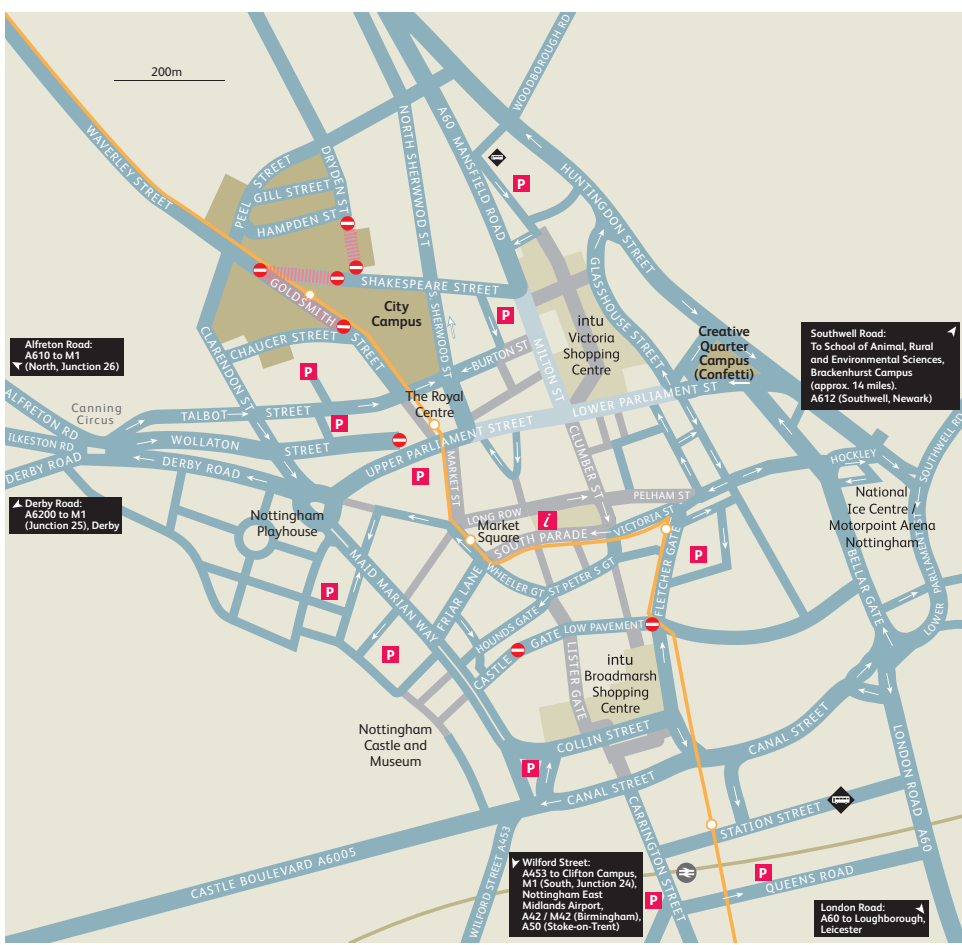 200m
WOODBOROUGH RD
WAVERLEY STREET
PEEL STREET
GILL STREET
HAMPDEN ST
DRYDEN ST
NORTH SHERWWOD ST
A60 MANSFIELD ROAD
P
HUNTINGDON STREET
GLASSHOUSE STREET
SHAKESPEARE STREET
GOLDSMITH
STREET
City
Campus
S. SHERWOOD ST
P
MILTON ST
intu
Victoria
Shopping
Centre
Creative
Quarter
Campus
(Confetti)
Southwell Road:
To School of Animal, Rural
and Environmental Sciences,
Brackenhurst Campus
(approx. 14 miles).
A612 (Southwell, Newark)
Alfreton Road:
A610 to M1
(North, Junction 26)
CHAUCER STREET
CLARENDON ST
P
BURTON ST
The Royal
Centre
LOWER PARLIAMENT ST
Canning
Circus
ALFRETON RD
ILKESTON RD
DERBY ROAD
TALBOT STREET
WOLLATON
STREET
P
DERBY ROAD
UPPER PARLIAMENT STREET
P
MARKET ST
CLUMBER ST
PELHAM ST
LONG ROW
i
HOCKLEY
SOUTHWELL RD
Derby Road:
A6200 to M1
(Junction 25), Derby
Nottingham
Playhouse
Market
Square
SOUTH PARADE
VICTORIA ST
National
Ice Centre /
Motorpoint Arena
Nottingham
BELLAR GATE
LOWER PARLIAMENT ST
MAID MARIAN WAY
FRIAR LANE
WHEELER GT
ST PETER S GT
FLETCHER GATE
P
P
HOUNDS GATE
CASTLE GATE
LOW PAVEMENT
LISTER GATE
P
intu
Broadmarsh
Shopping
Centre
Nottingham
Castle and
Museum
COLLIN STREET
P
CANAL STREET
CANAL STREET
LONDON ROAD A60
STATION STREET
CARRINGTON STREET
CASTLE BOULEVARD A6005
WILFORD STREET A453
Wilford Street:
A453 to Clifton Campus,
M1 (South, Junction 24),
Nottingham East
Midlands Airport,
A42 / M42 (Birmingham),
A50 (Stoke-on-Trent)
P
P
QUEENS ROAD
London Road:
A60 to Loughborough,
Leicester